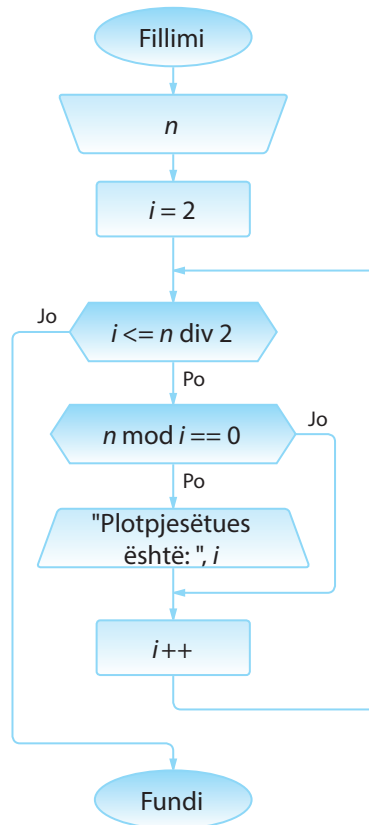 Fillimi
n
i = 2
Jo
i <= n div 2
Po
n mod i == 0
Jo
Po
"Plotpjesëtues
është: ", i
i++
Fundi